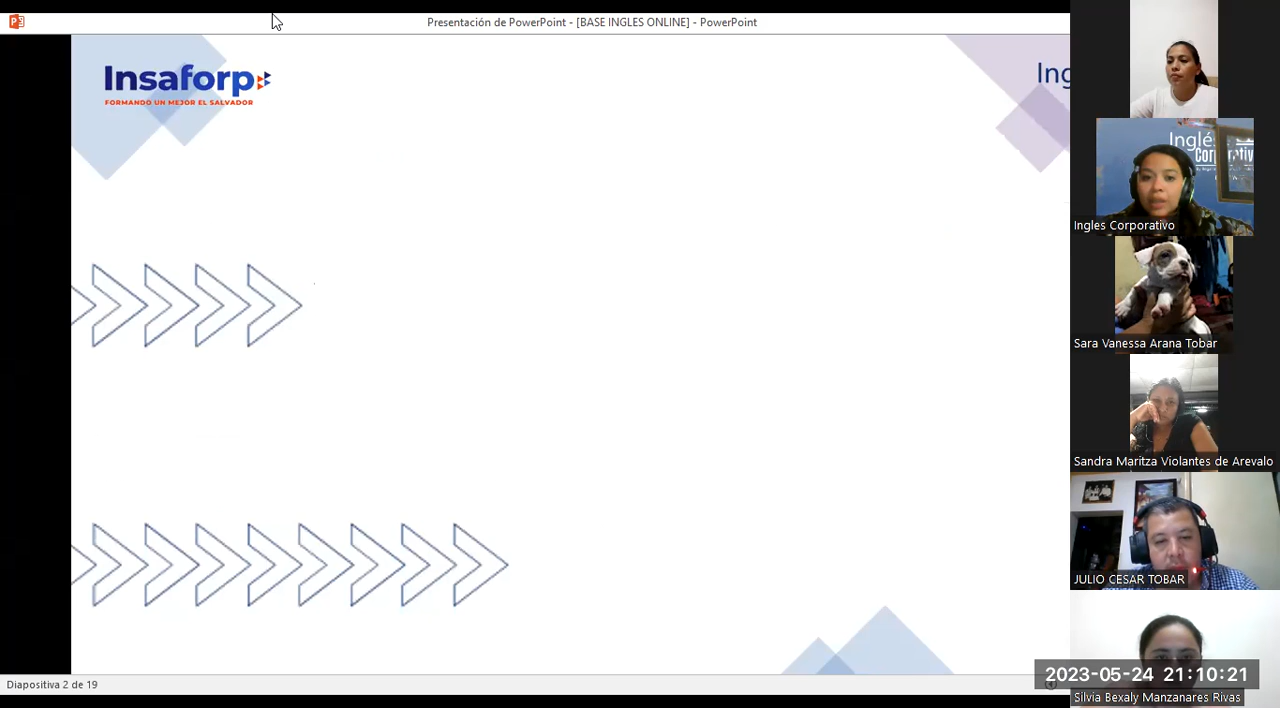 Presentación de PowerPoint - [BASE INGLES ONLINE] - PowerPoint
Insaforp
FORMANDO UN MEJOR EL SALVADOR
Ing
Inglés
Corporativo
Ingles Corporativo
Sara Vanessa Arana Tobar
Sandra Maritza Violantes de Arevalo
JULIO CESAR TOBAR
2023-05-24 21:10:21
Silvia Bexaly Manzanares Rivas
Diapositiva 2 de 19